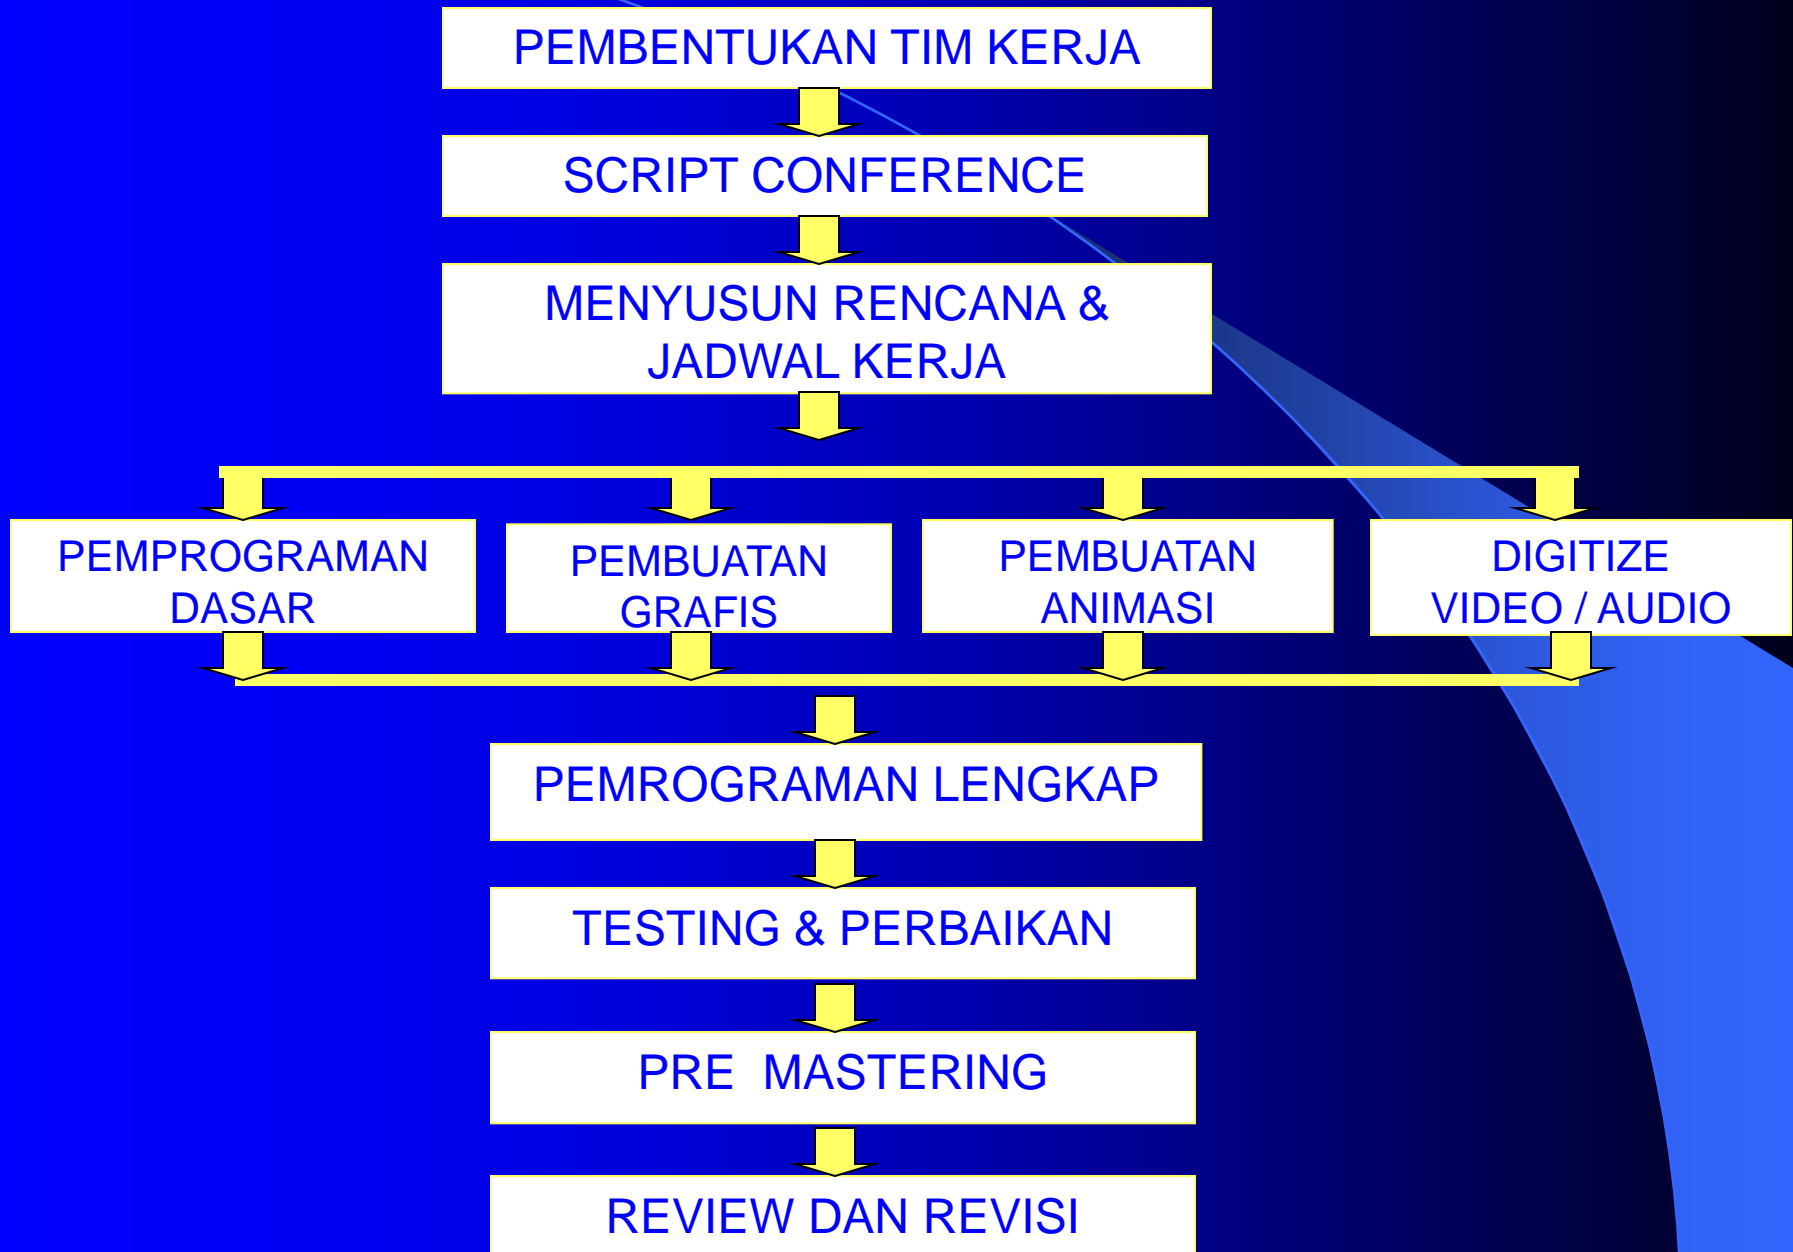 PEMBENTUKAN TIM KERJA
SCRIPT CONFERENCE
MENYUSUN RENCANA &
JADWAL KERJA
PEMPROGRAMAN
DASAR
PEMBUATAN
GRAFIS
PEMBUATAN
ANIMASI
DIGITIZE
VIDEO / AUDIO
PEMROGRAMAN LENGKAP
TESTING & PERBAIKAN
PRE MASTERING
REVIEW DAN REVISI